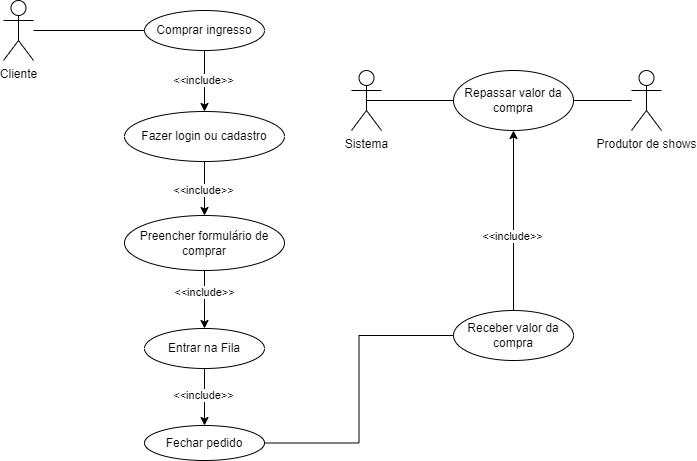 Comprar ingresso
Cliente
<<include>>
Fazer login ou cadastro
<<include>>
Preencher formulário de
comprar
<<include>>
Entrar na Fila
<<include>>
Fechar pedido
Sistema
Repassar valor da
compra
Produtor de shows
<<include>>
Receber valor da
compra